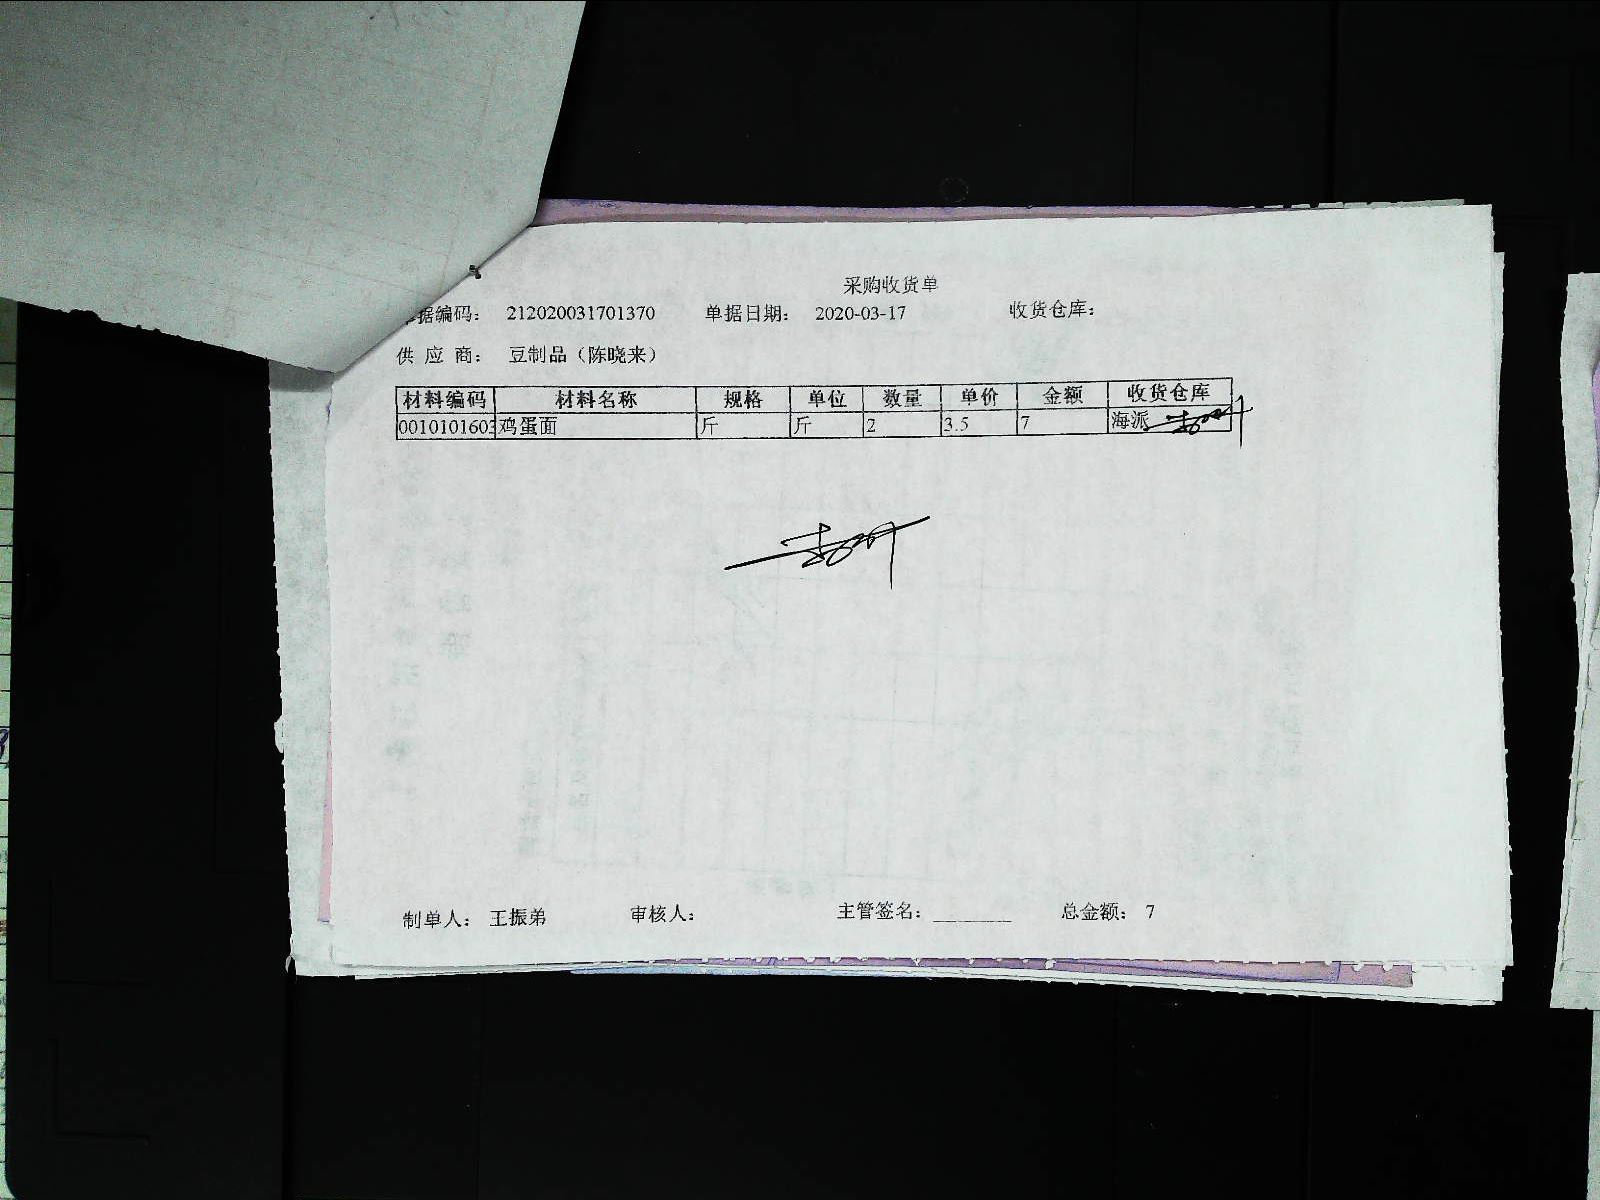 采购收货单
单据编码： 212020031701370 单据日期： 2020-03-17 收货仓库：
供 应 商： 豆制品（陈晓来）
材料编码 材料名称 规格 单位 数量 单价 金额 收货仓库
0010101603 鸡蛋面 斤 斤 2 3.5 7 海派
制单人： 王振弟 审核人： 主管签名：________ 总金额： 7